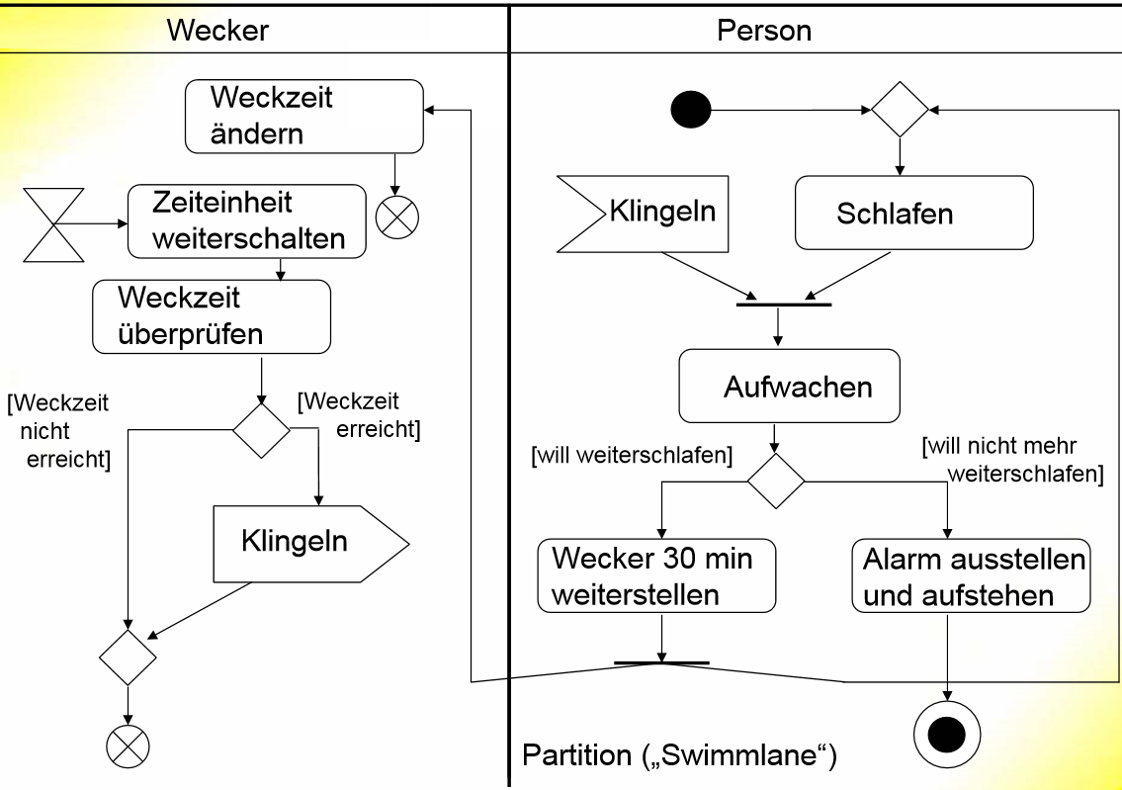 Wecker
Person
Weckzeit
ändern
Zeiteinheit
weiterschalten
Weckzeit
überprüfen
[Weckzeit
nicht
erreicht]
[Weckzeit
erreicht]
Klingeln
Klingeln
Schlafen
Aufwachen
[will weiterschlafen]
[will nicht mehr
weiterschlafen]
Wecker 30 min
weiterstellen
Alarm ausstellen
und aufstehen
Partition („Swimmlane“)